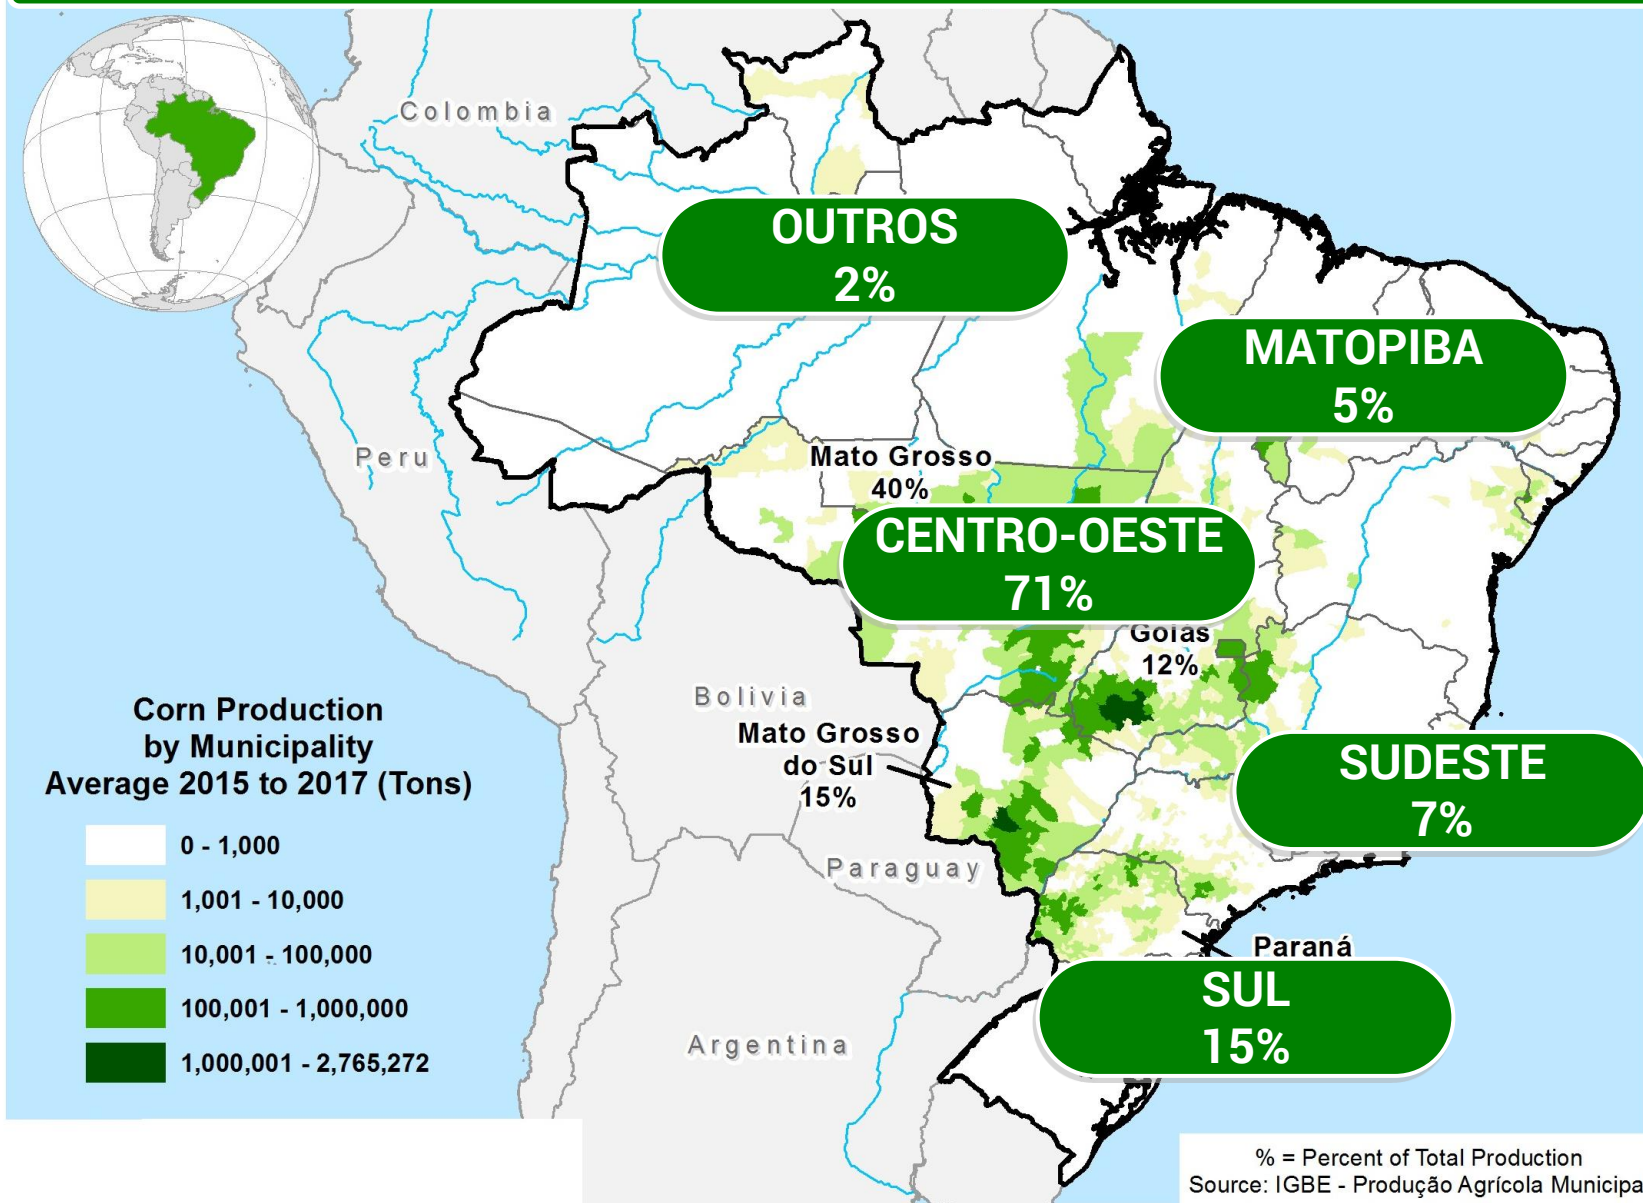 Colombia
OUTROS
2%
MATOPIBA
5%
Peru
Mato Grosso
40%
CENTRO-OESTE
71%
Goiás
12%
Bolivia
Mato Grosso
do Sul
15%
SUDESTE
7%
Paraguay
Paraná
SUL
15%
Argentina
Corn Production
by Municipality
Average 2015 to 2017 (Tons)
0 - 1,000
1,001 - 10,000
10,001 - 100,000
100,001 - 1,000,000
1,000,001 - 2,765,272
% = Percent of Total Production
Source: IGBE - Produção Agrícola Municipa